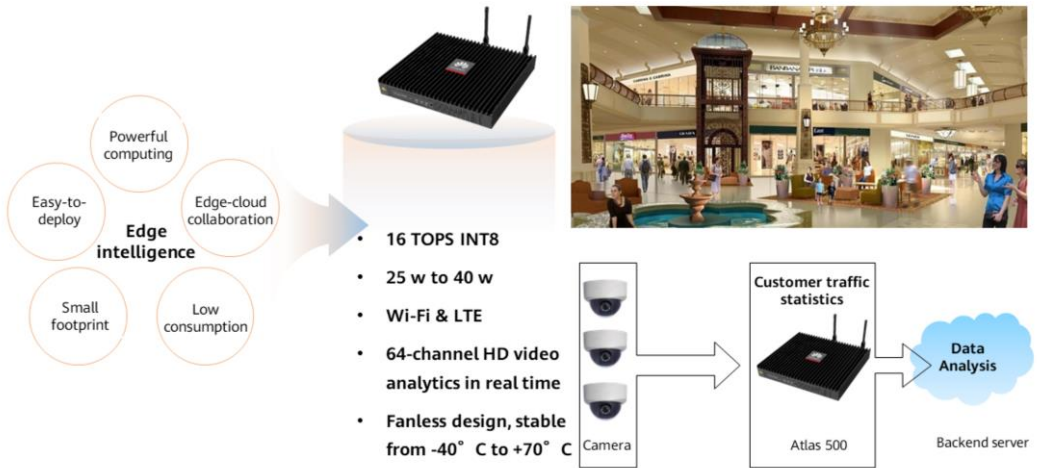 Powerful
computing
Easy-to-
deploy
Edge-cloud
collaboration
Edge
intelligence
Small
footprint
Low
consumption
• 16 TOPS INT8
• 25 w to 40 w
• Wi-Fi & LTE
• 64-channel HD video
analytics in real time
• Fanless design, stable
from -40° C to +70° C
Camera
Customer traffic
statistics
Atlas 500
Data
Analysis
Backend server